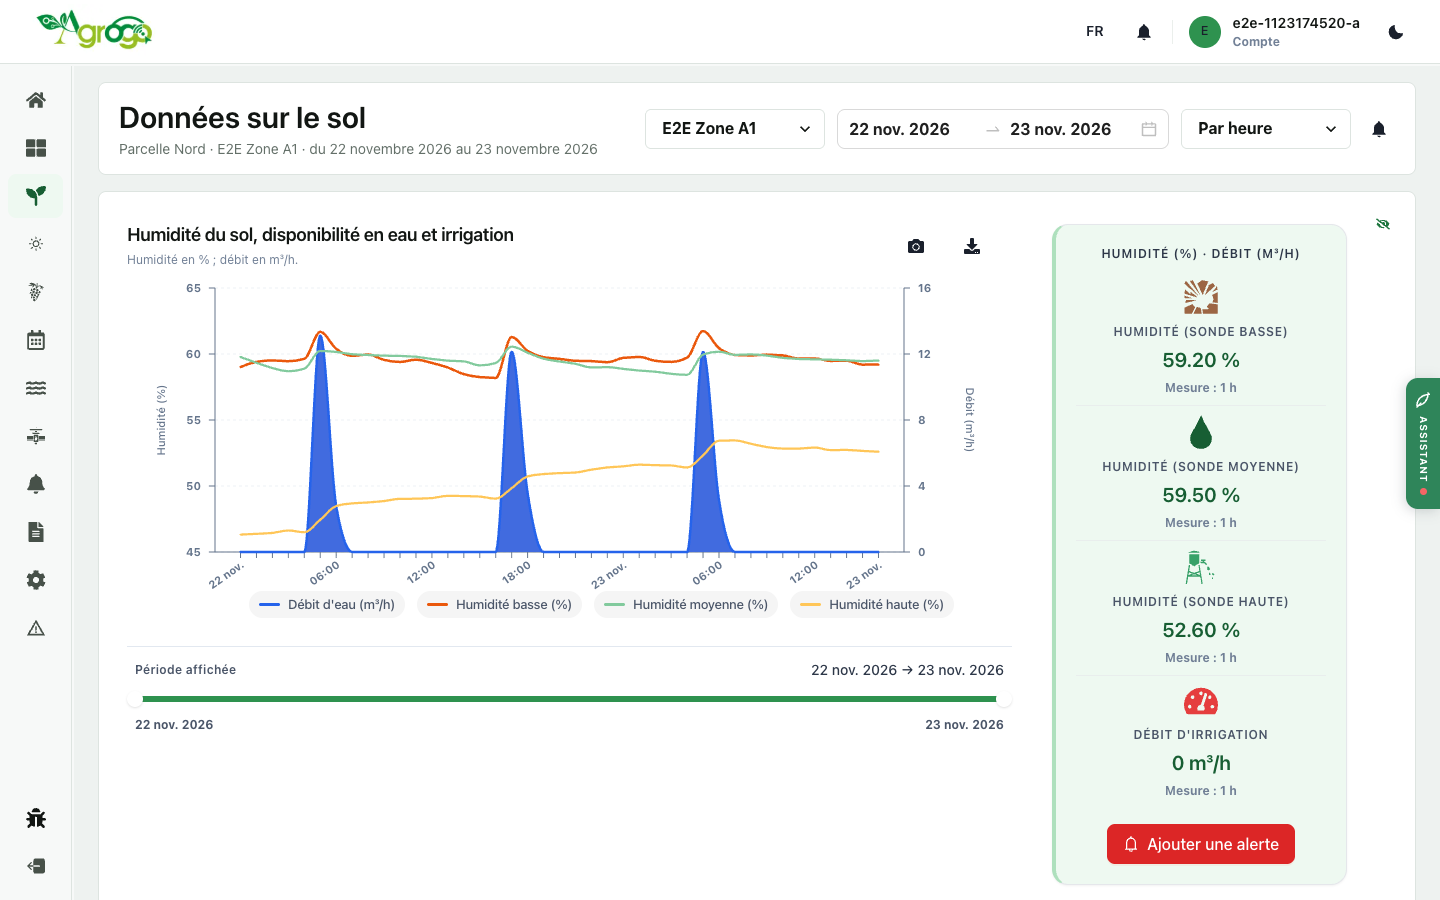 Agrogo
FR
E
e2e-1123174520-a
Compte
Données sur le sol
Parcelle Nord · E2E Zone A1 · du 22 novembre 2026 au 23 novembre 2026
E2E Zone A1
22 nov. 2026
23 nov. 2026
Par heure
Humidité du sol, disponibilité en eau et irrigation
Humidité en % ; débit en m³/h.
65
60
55
50
45
Humidité (%)
16
12
8
4
0
Débit (m³/h)
22 nov.
06:00
12:00
18:00
23 nov.
06:00
12:00
23 nov.
Débit d'eau (m³/h)
Humidité basse (%)
Humidité moyenne (%)
Humidité haute (%)
Période affichée
22 nov. 2026 → 23 nov. 2026
22 nov. 2026
23 nov. 2026
HUMIDITÉ (%) · DÉBIT (M³/H)
HUMIDITÉ (SONDE BASSE)
59.20 %
Mesure : 1 h
HUMIDITÉ (SONDE MOYENNE)
59.50 %
Mesure : 1 h
HUMIDITÉ (SONDE HAUTE)
52.60 %
Mesure : 1 h
DÉBIT D'IRRIGATION
0 m³/h
Mesure : 1 h
Ajouter une alerte
ASSISTANT